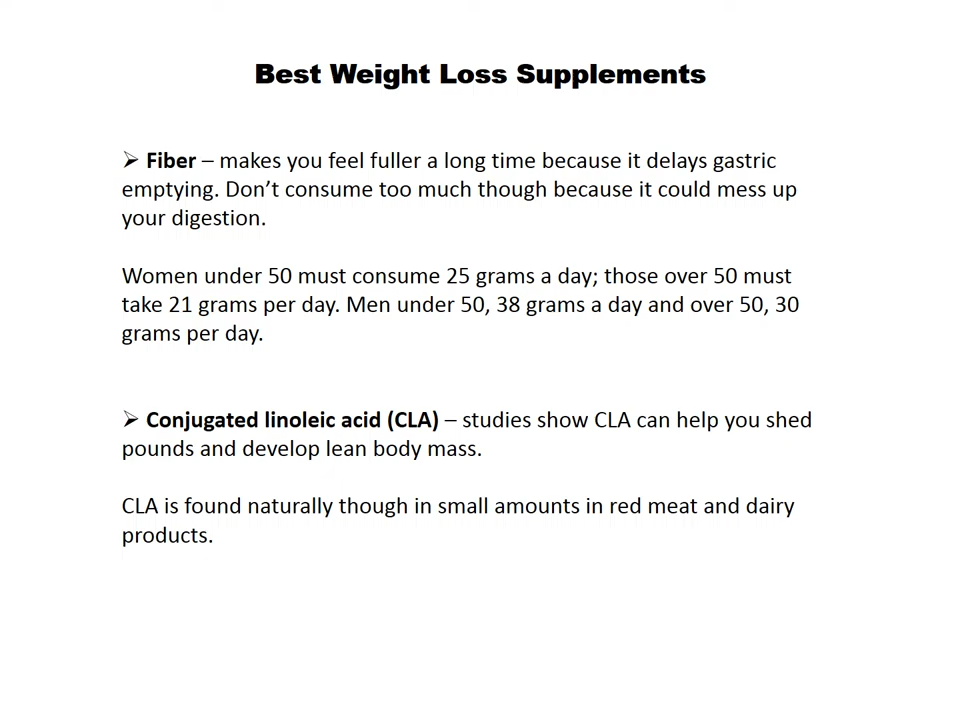 Best Weight Loss Supplements
➢ Fiber – makes you feel fuller a long time because it delays gastric
emptying. Don’t consume too much though because it could mess up
your digestion.
Women under 50 must consume 25 grams a day; those over 50 must
take 21 grams per day. Men under 50, 38 grams a day and over 50, 30
grams per day.
➢ Conjugated linoleic acid (CLA) – studies show CLA can help you shed
pounds and develop lean body mass.
CLA is found naturally though in small amounts in red meat and dairy
products.